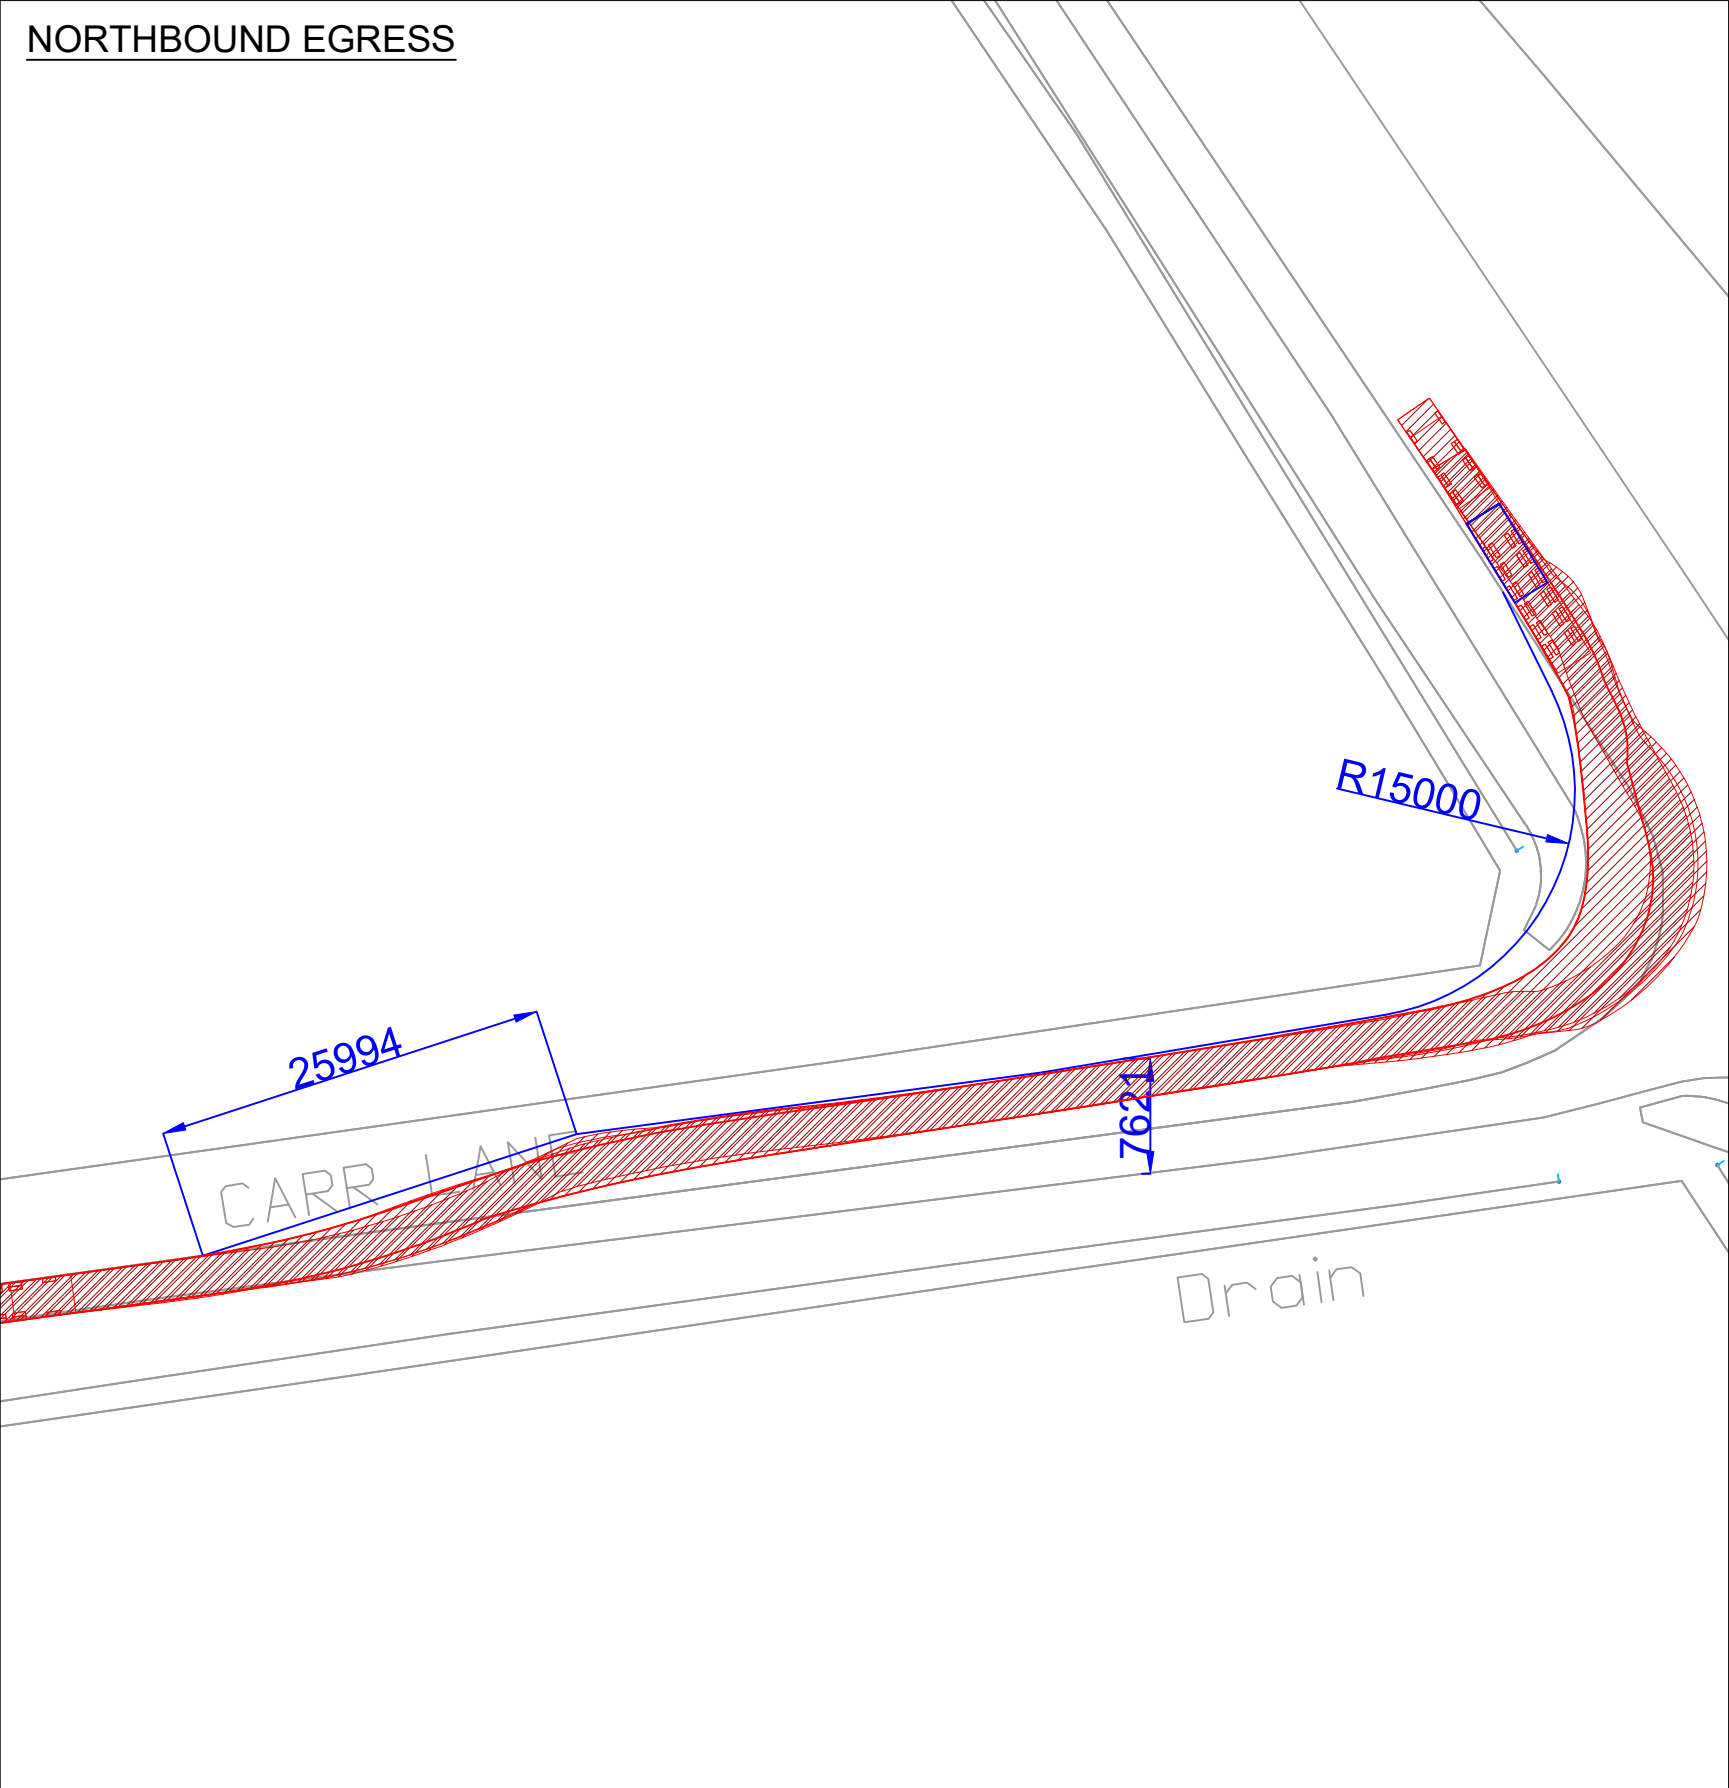 NORTHBOUND EGRESS
R15000
25994
7621
CARR LANE
Drain